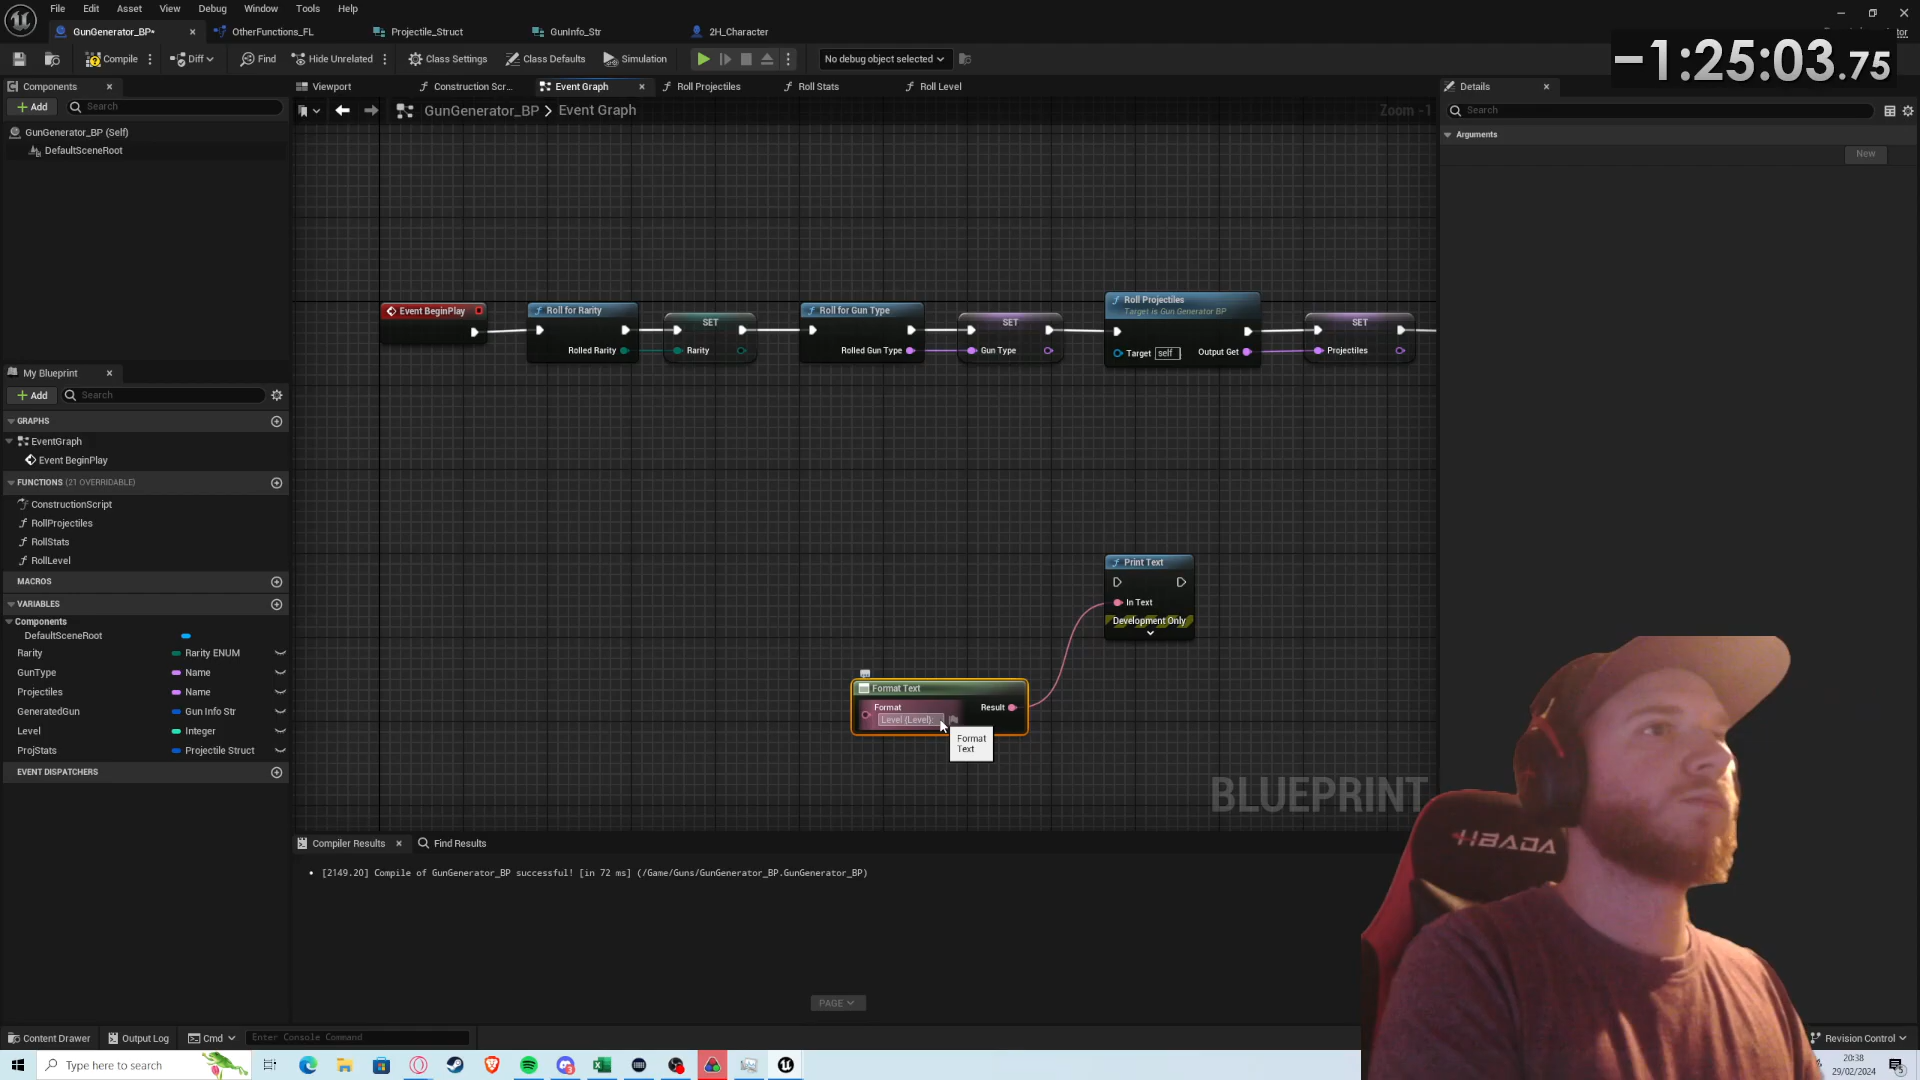 File Edit Asset View Debug Window Tools Help
GunGenerator_BP* OtherFunctions_FL Projectile_Struct GunInfo_Str 2H_Character
Compile Diff Find Hide Unrelated Class Settings Class Defaults Simulation No debug object selected
-1:25:03.75
Components
Add Search
GunGenerator_BP (Self)
DefaultSceneRoot
Viewport Construction Scr... Event Graph Roll Projectiles Roll Stats Roll Level
GunGenerator_BP > Event Graph
Zoom -1
Details
Search
Arguments
New
Event BeginPlay
Roll for Rarity
Rolled Rarity
SET
Rarity
Roll for Gun Type
Rolled Gun Type
SET
Gun Type
Roll Projectiles
Target is Gun Generator BP
Target self Output Get
SET
Projectiles
Print Text
In Text
Development Only
Format Text
Format Result
Level {Level}:
Format
Text
BLUEPRINT
My Blueprint
Add Search
GRAPHS
EventGraph
Event BeginPlay
FUNCTIONS (21 OVERRIDABLE)
ConstructionScript
RollProjectiles
RollStats
RollLevel
MACROS
VARIABLES
Components
DefaultSceneRoot
Rarity Rarity ENUM
GunType Name
Projectiles Name
GeneratedGun Gun Info Str
Level Integer
ProjStats Projectile Struct
EVENT DISPATCHERS
Compiler Results Find Results
[2149.20] Compile of GunGenerator_BP successful! [in 72 ms] (/Game/Guns/GunGenerator_BP.GunGenerator_BP)
PAGE
HBADA
Content Drawer Output Log Cmd Enter Console Command Revision Control
Type here to search
20:38
29/02/2024